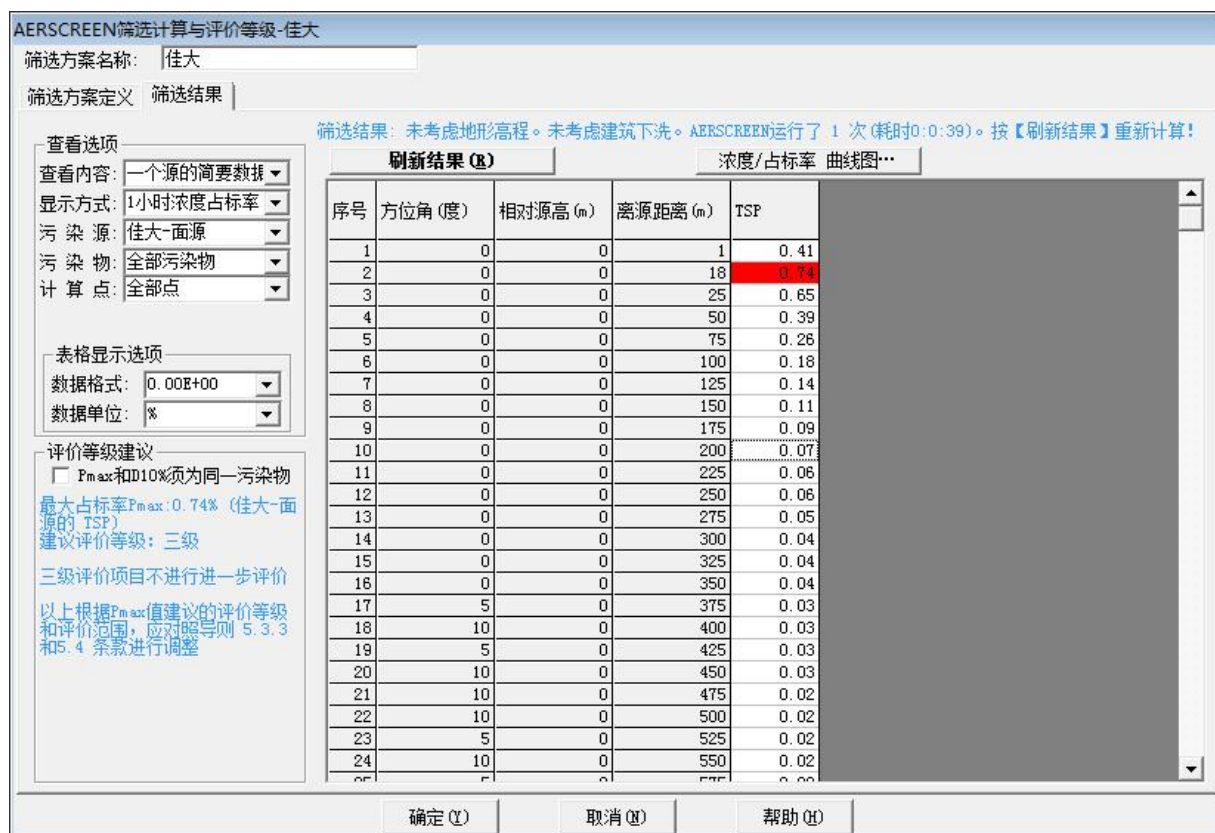 AERSCREEN筛选计算与评价等级-佳大
筛选方案名称: 佳大
筛选方案定义 筛选结果
筛选结果: 未考虑地形高程。未考虑建筑下洗。AERSCREEN运行了 1 次(耗时0:0:39)。按【刷新结果】重新计算!
刷新结果(R) 浓度/占标率 曲线图…
查看选项
查看内容: 一个源的简要数据
显示方式: 1小时浓度占标率
污 染 源: 佳大-面源
污 染 物: 全部污染物
计 算 点: 全部点
表格显示选项
数据格式: 0.00E+00
数据单位: %
评价等级建议
Pmax和D10%须为同一污染物
最大占标率Pmax:0.74% (佳大-面
源的 TSP)
建议评价等级: 三级
三级评价项目不进行进一步评价
以上根据Pmax值建议的评价等级
和评价范围,应对照导则 5.3.3
和5.4 条款进行调整
序号 方位角(度) 相对源高(m) 离源距离(m) TSP
1 0 0 1 0.41
2 0 0 18 0.74
3 0 0 25 0.65
4 0 0 50 0.39
5 0 0 75 0.26
6 0 0 100 0.18
7 0 0 125 0.14
8 0 0 150 0.11
9 0 0 175 0.09
10 0 0 200 0.07
11 0 0 225 0.06
12 0 0 250 0.06
13 0 0 275 0.05
14 0 0 300 0.04
15 0 0 325 0.04
16 0 0 350 0.04
17 5 0 375 0.03
18 10 0 400 0.03
19 5 0 425 0.03
20 10 0 450 0.03
21 10 0 475 0.02
22 10 0 500 0.02
23 5 0 525 0.02
24 10 0 550 0.02
确定(Y) 取消(N) 帮助(H)